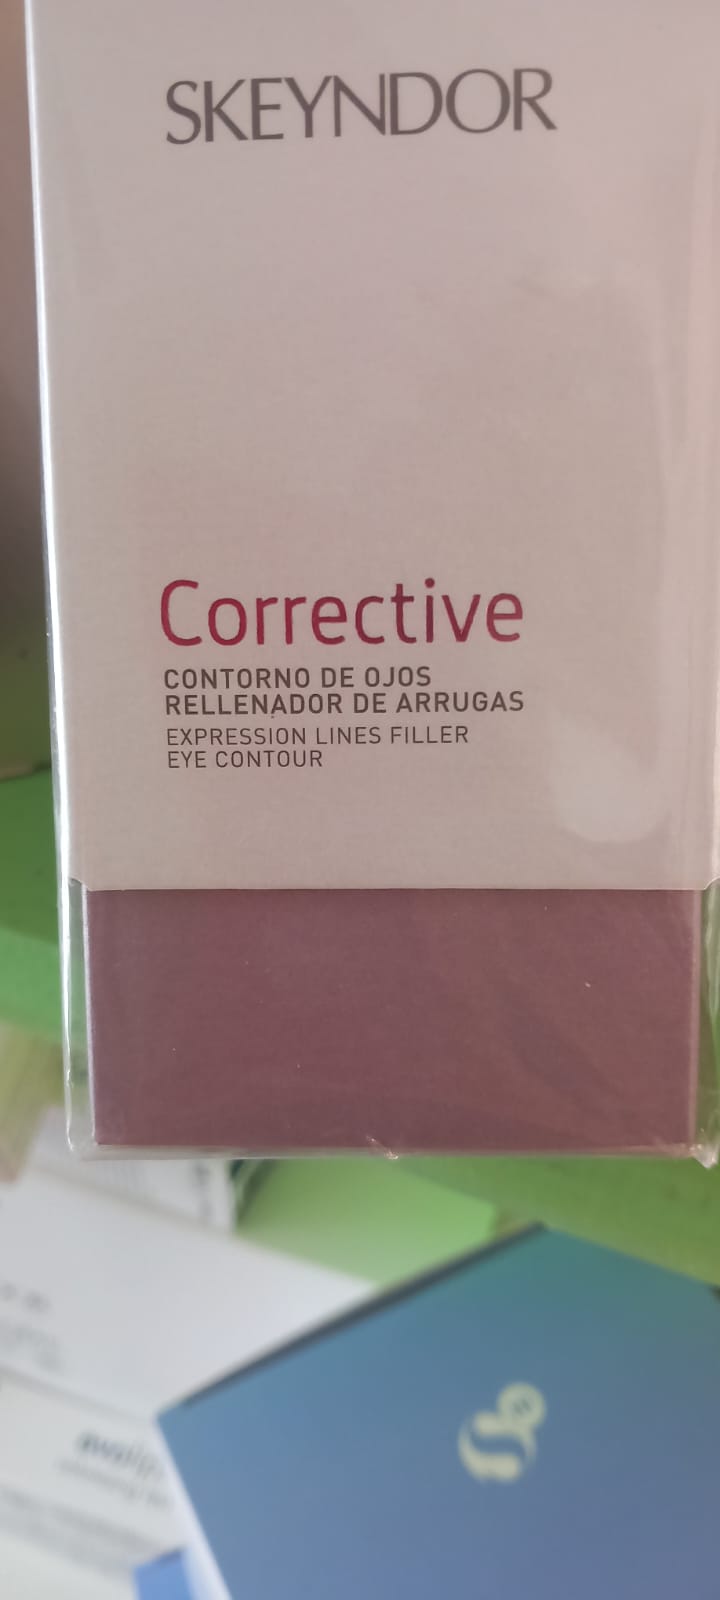 SKEYNDOR
Corrective
CONTORNO DE OJOS
RELLENADOR DE ARRUGAS
EXPRESSION LINES FILLER
EYE CONTOUR